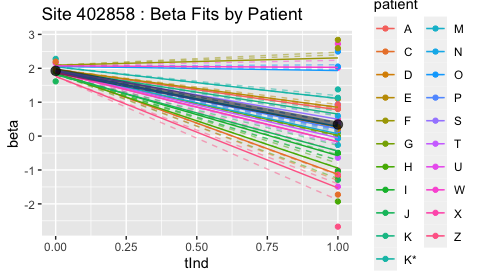 Site 402858 : Beta Fits by Patient
beta
3
2
1
0
-1
-2
0.00 0.25 0.50 0.75 1.00
tInd
patient
A
C
D
E
F
G
H
I
J
K
K*
M
N
O
P
S
T
U
W
X
Z